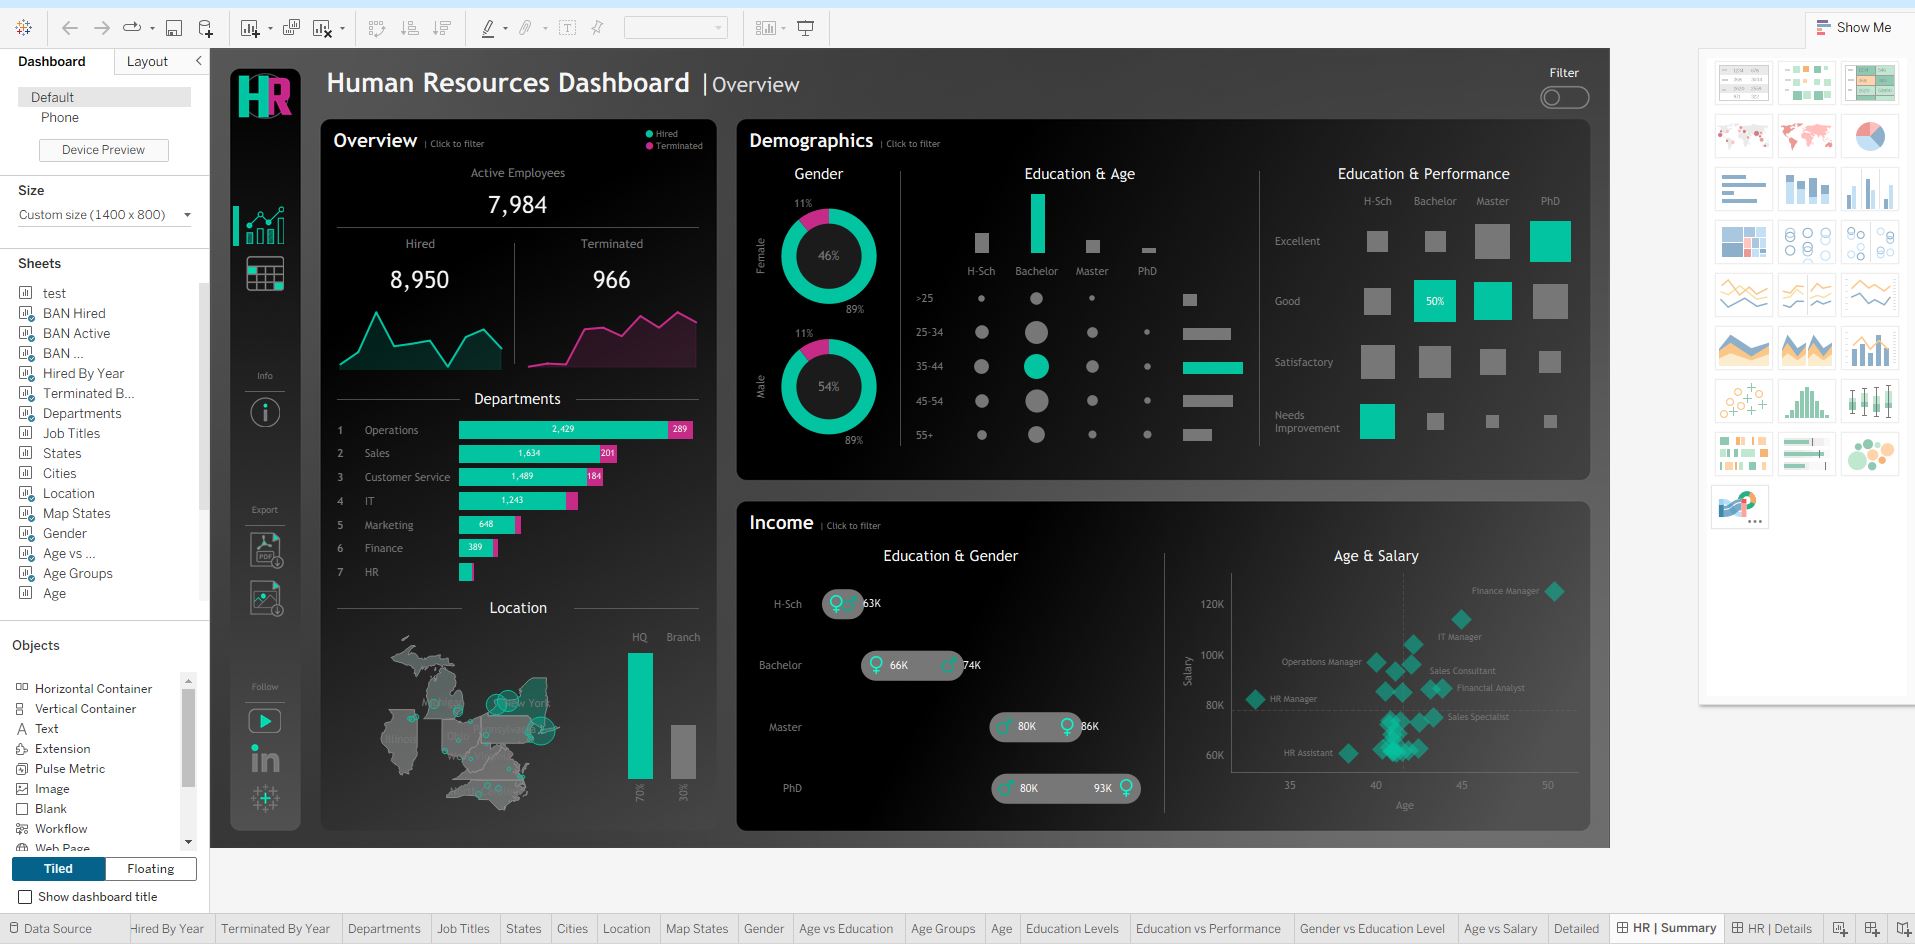 Show Me
Dashboard
Layout
Default
Phone
Device Preview
Size
Custom size (1400 x 800)
Sheets
test
BAN Hired
BAN Active
BAN ...
Hired By Year
Terminated B...
Departments
Job Titles
States
Cities
Location
Map States
Gender
Age vs ...
Age Groups
Age
Objects
Horizontal Container
Vertical Container
Text
Extension
Pulse Metric
Image
Blank
Workflow
Web Page
Tiled
Floating
Show dashboard title
HR
Info
Export
PDF
Follow
in
Human Resources Dashboard | Overview
Filter
Overview | Click to filter
Hired
Terminated
Active Employees
7,984
Hired
8,950
Terminated
966
Departments
1 Operations 2,429 289
2 Sales 1,634 201
3 Customer Service 1,489 184
4 IT 1,243
5 Marketing 648
6 Finance 389
7 HR
Location
Michigan
New York
Illinois
Ohio
Pennsylvania
HQ
Branch
70%
30%
Demographics | Click to filter
Gender
Female
11%
46%
89%
Male
11%
54%
89%
Education & Age
H-Sch Bachelor Master PhD
>25
25-34
35-44
45-54
55+
Education & Performance
H-Sch Bachelor Master PhD
Excellent
Good
50%
Satisfactory
Needs
Improvement
Income | Click to filter
Education & Gender
H-Sch 63K
Bachelor 66K 74K
Master 80K 86K
PhD 80K 93K
Age & Salary
Salary
120K
100K
80K
60K
Finance Manager
IT Manager
Operations Manager
Sales Consultant
Financial Analyst
HR Manager
Sales Specialist
HR Assistant
35 40 45 50
Age
Data Source
Hired By Year
Terminated By Year
Departments
Job Titles
States
Cities
Location
Map States
Gender
Age vs Education
Age Groups
Age
Education Levels
Education vs Performance
Gender vs Education Level
Age vs Salary
Detailed
HR | Summary
HR | Details